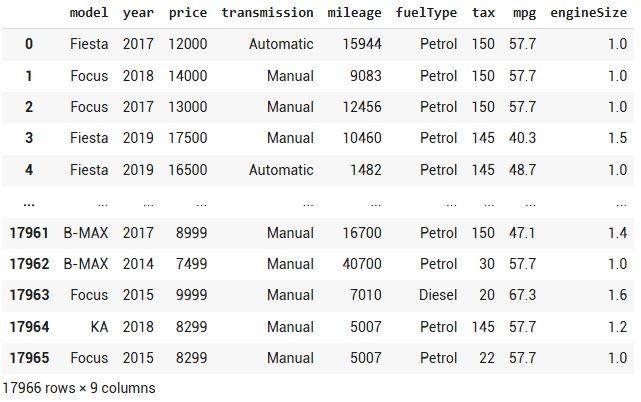 model year price transmission mileage fuelType tax mpg engineSize
0 Fiesta 2017 12000 Automatic 15944 Petrol 150 57.7 1.0
1 Focus 2018 14000 Manual 9083 Petrol 150 57.7 1.0
2 Focus 2017 13000 Manual 12456 Petrol 150 57.7 1.0
3 Fiesta 2019 17500 Manual 10460 Petrol 145 40.3 1.5
4 Fiesta 2019 16500 Automatic 1482 Petrol 145 48.7 1.0
... ... ... ... ... ... ... ... ... ...
17961 B-MAX 2017 8999 Manual 16700 Petrol 150 47.1 1.4
17962 B-MAX 2014 7499 Manual 40700 Petrol 30 57.7 1.0
17963 Focus 2015 9999 Manual 7010 Diesel 20 67.3 1.6
17964 KA 2018 8299 Manual 5007 Petrol 145 57.7 1.2
17965 Focus 2015 8299 Manual 5007 Petrol 22 57.7 1.0
17966 rows × 9 columns